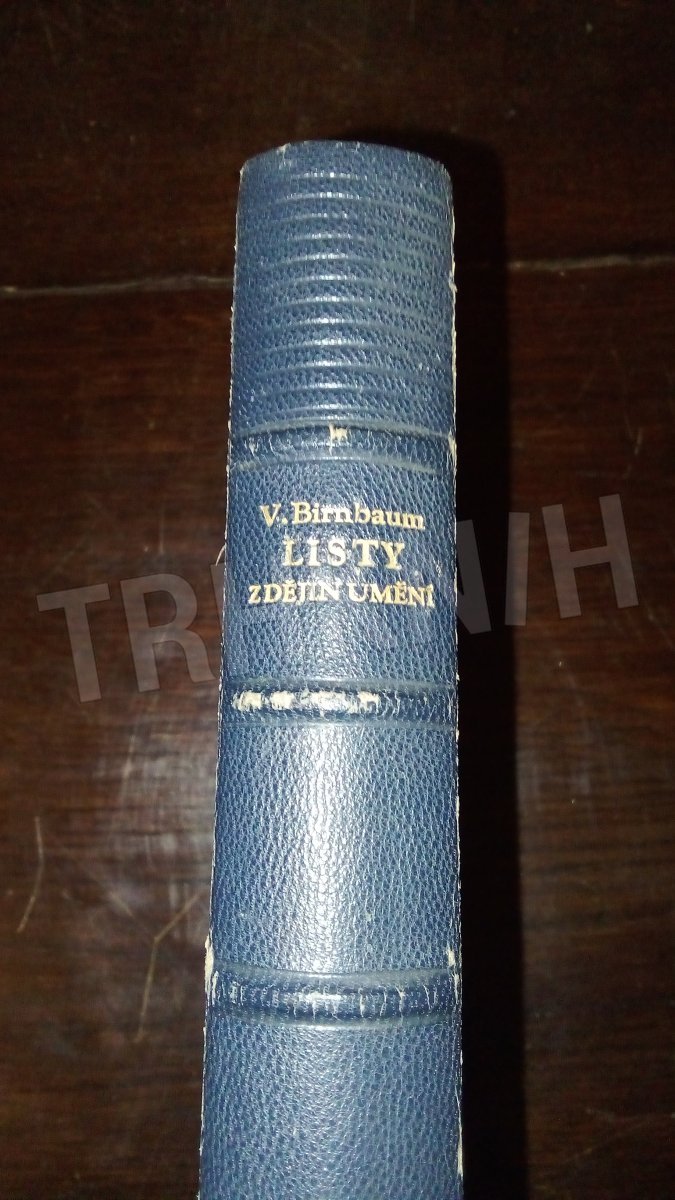 V. Birnbaum
LISTY
Z DĚJIN UMĚNÍ